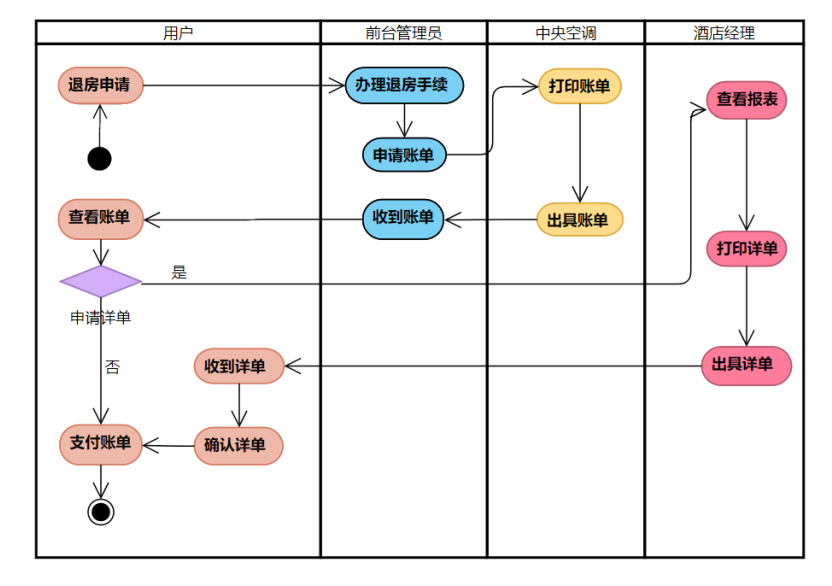 用户
前台管理员
中央空调
酒店经理
退房申请
办理退房手续
打印账单
查看报表
申请账单
查看账单
收到账单
出具账单
打印详单
是
申请详单
否
收到详单
出具详单
支付账单
确认详单